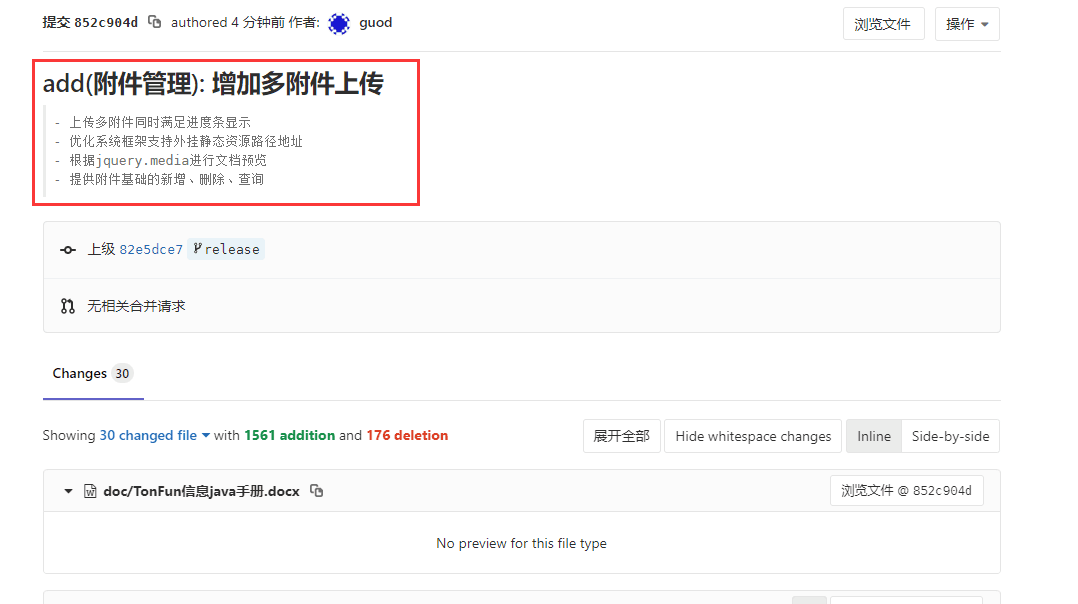 提交 852c904d authored 4 分钟前 作者: guod 浏览文件 操作
add(附件管理): 增加多附件上传
- 上传多附件同时满足进度条显示
- 优化系统框架支持外挂静态资源路径地址
- 根据jquery.media进行文档预览
- 提供附件基础的新增、删除、查询
上级 82e5dce7 release
无相关合并请求
Changes 30
Showing 30 changed file with 1561 addition and 176 deletion 展开全部 Hide whitespace changes Inline Side-by-side
doc/TonFun信息java手册.docx 浏览文件 @ 852c904d
No preview for this file type